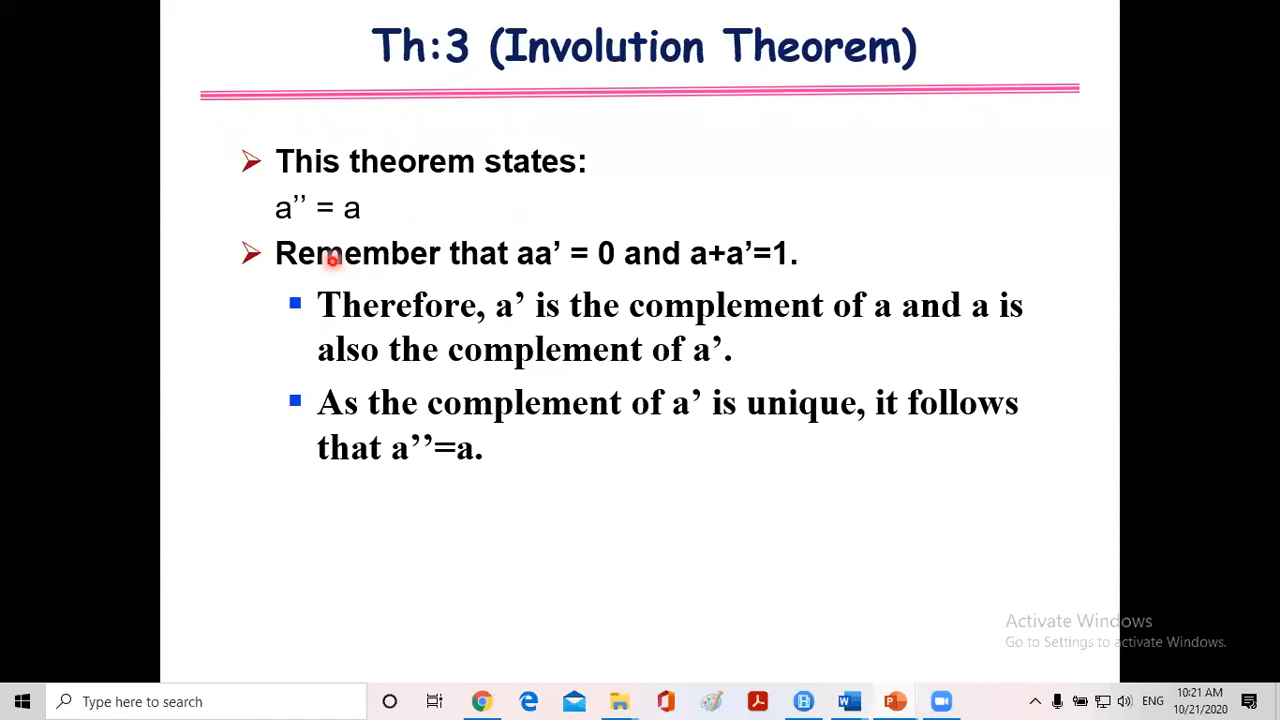 Th:3 (Involution Theorem)
This theorem states:
a’’ = a
Remember that aa’ = 0 and a+a’=1.
Therefore, a’ is the complement of a and a is
also the complement of a’.
As the complement of a’ is unique, it follows
that a’’=a.
Activate Windows
Go to Settings to activate Windows.
Type here to search
ENG
10:21 AM
10/21/2020